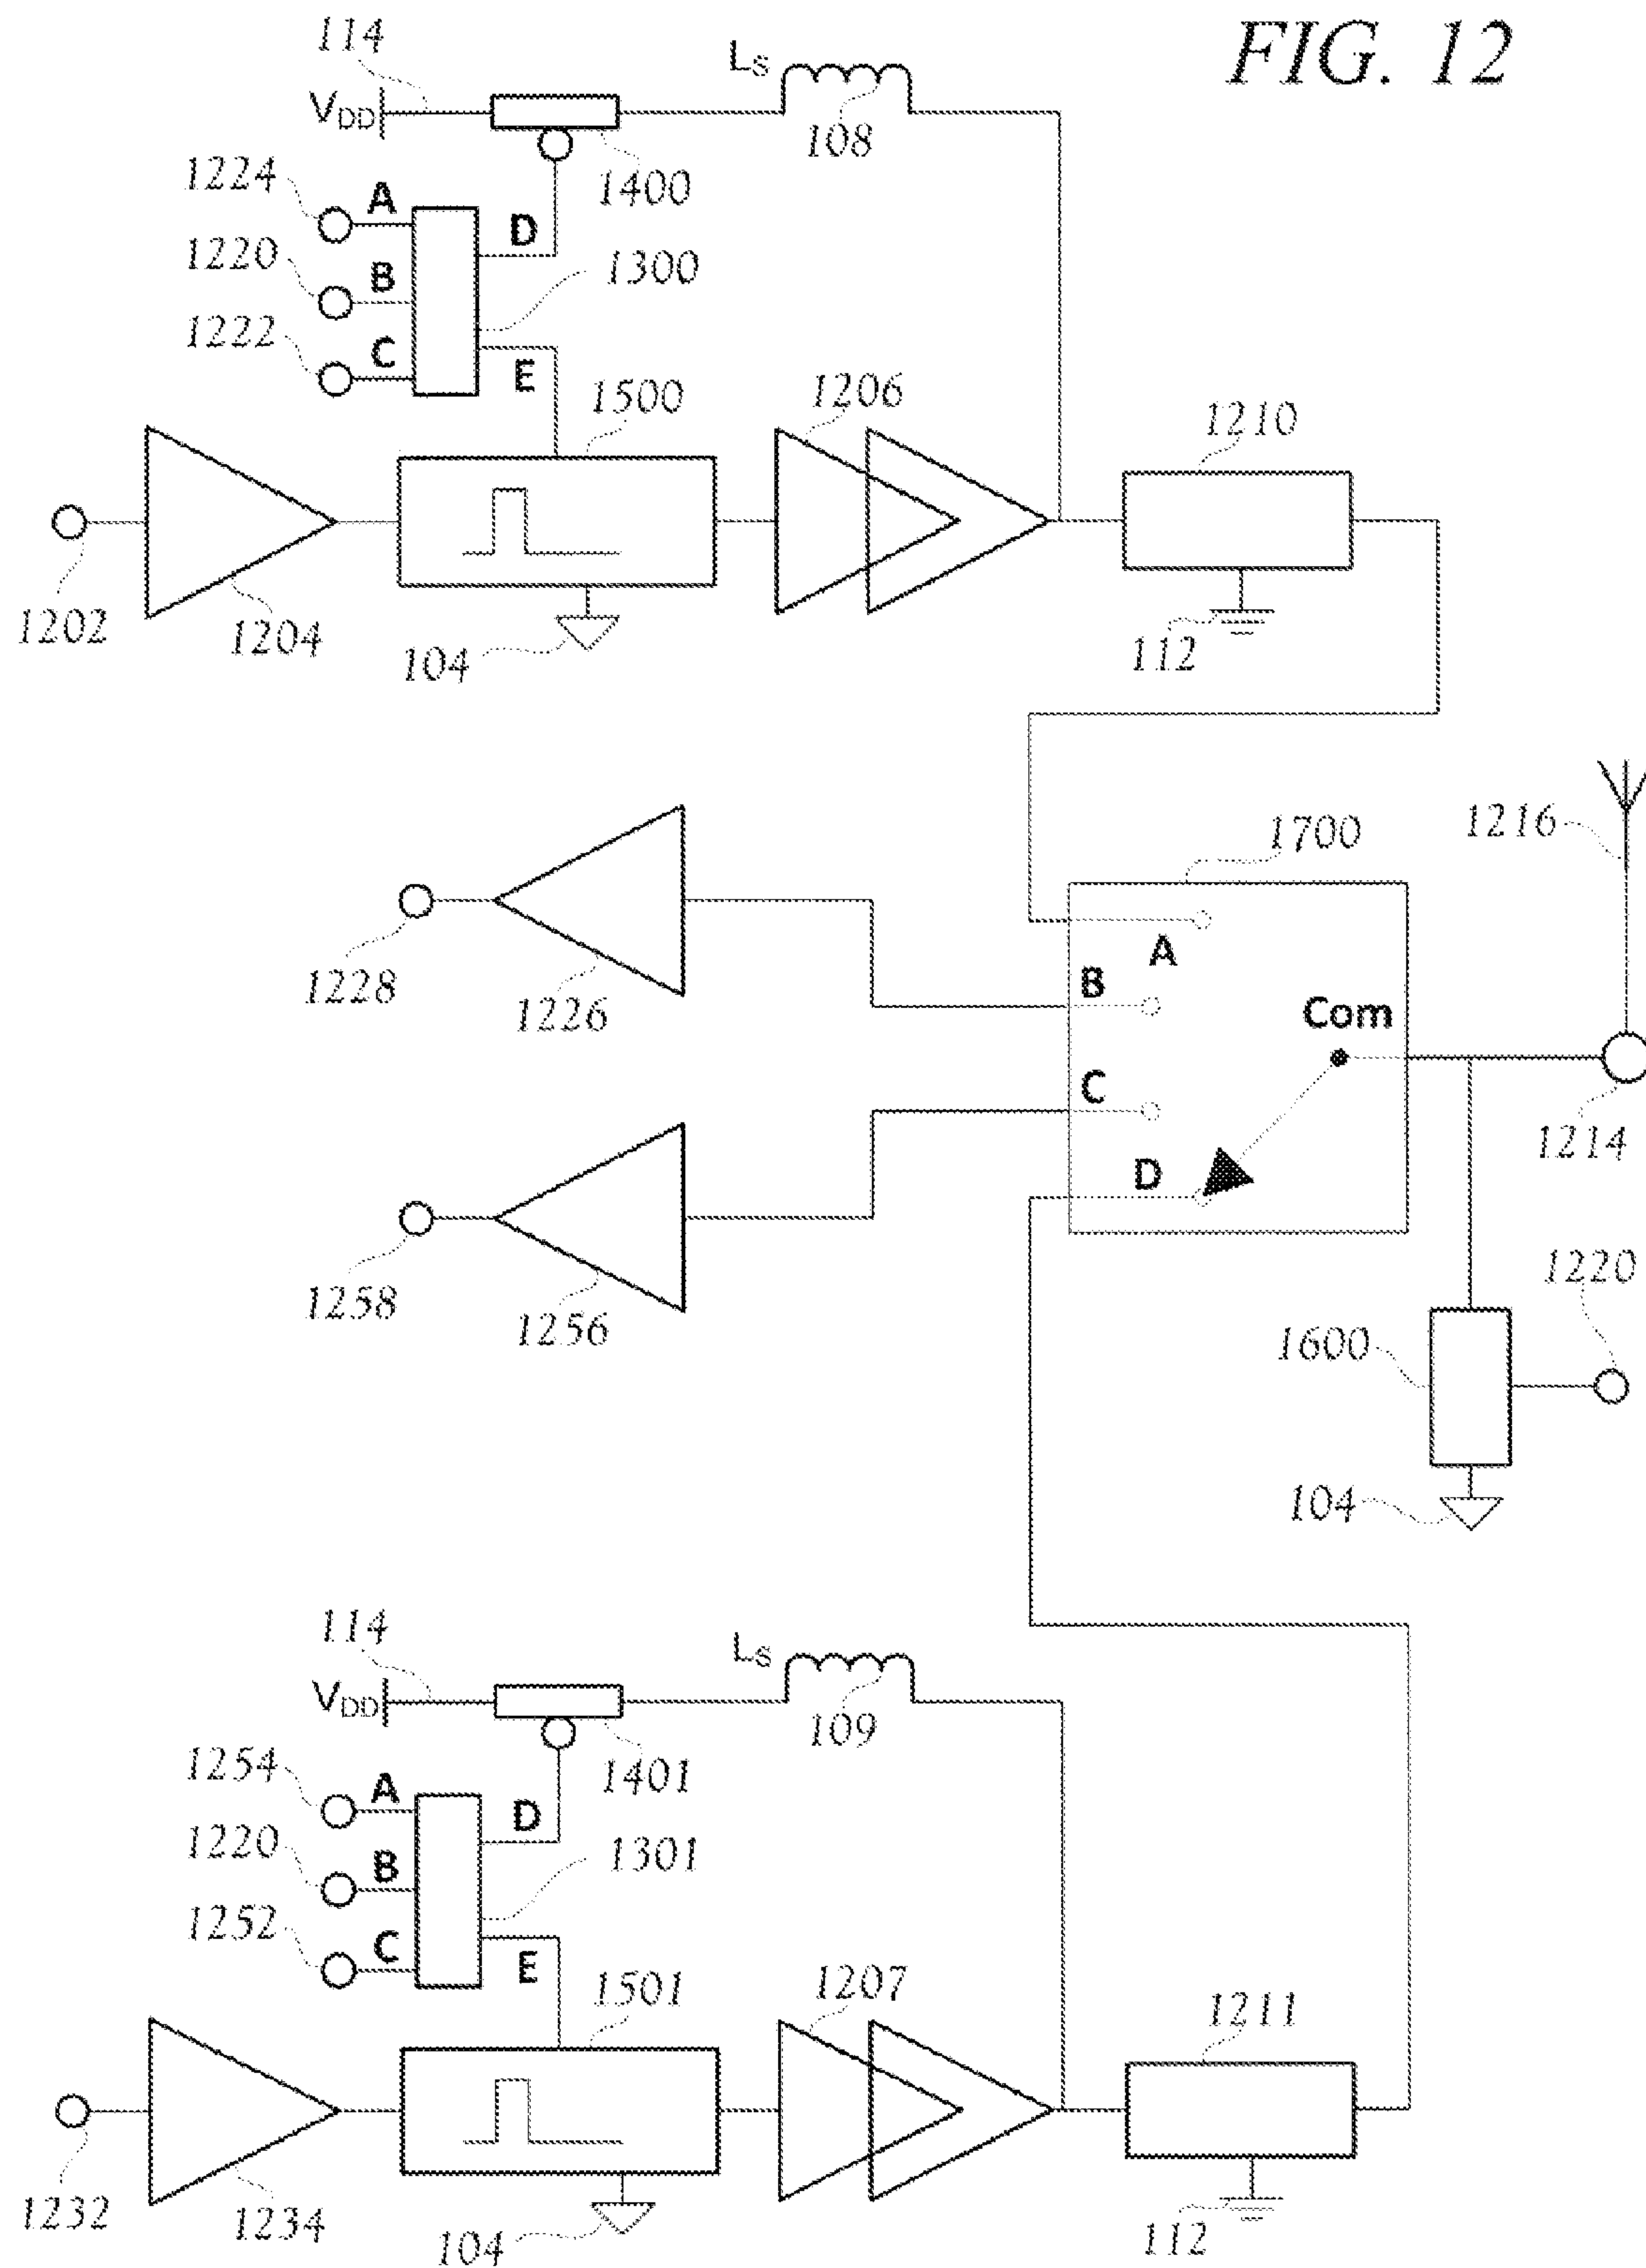 FIG. 12
114
LS
VDD
108
1400
1224
A
D
1220
B
1300
1222
C
E
1500
1206
1210
1202
1204
104
112
1700
1216
A
B
1228
1226
Com
C
1214
D
1220
1258
1256
1600
104
114
LS
VDD
109
1401
1254
A
D
1220
B
1301
1252
C
E
1501
1207
1211
1232
1234
104
112